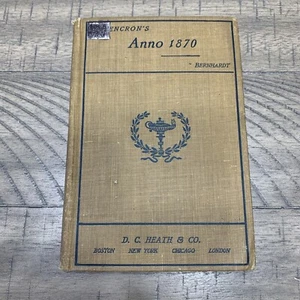 Anno 1870
BERNHARDT
D. C. HEATH & CO.
BOSTON NEW YORK CHICAGO LONDON